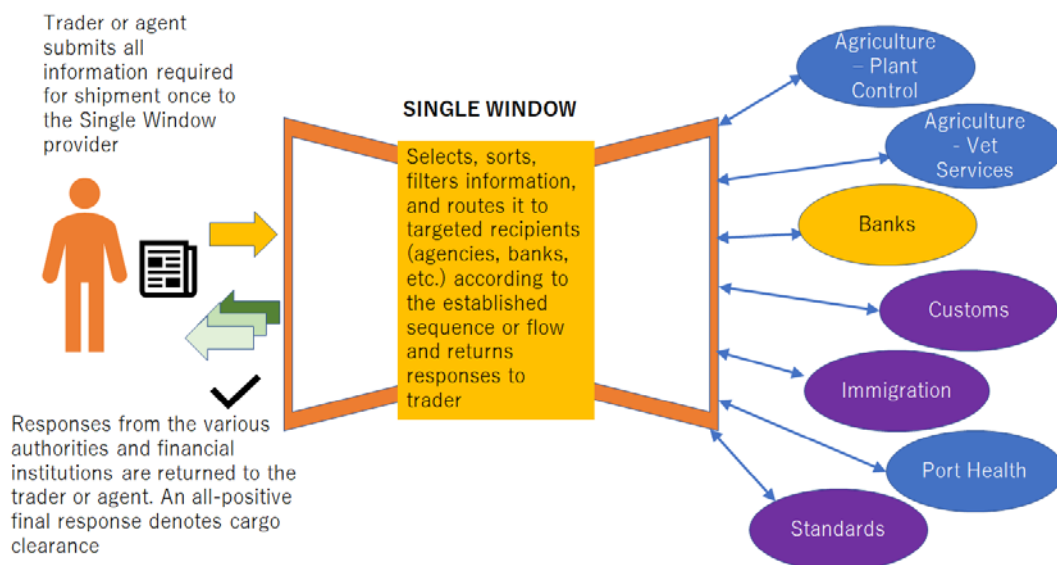 Trader or agent
submits all
information required
for shipment once to
the Single Window
provider
SINGLE WINDOW
Selects, sorts,
filters information,
and routes it to
targeted recipients
(agencies, banks,
etc.) according to
the established
sequence or flow
and returns
responses to
trader
Responses from the various
authorities and financial
institutions are returned to the
trader or agent. An all-positive
final response denotes cargo
clearance
Agriculture
– Plant
Control
Agriculture
- Vet
Services
Banks
Customs
Immigration
Port Health
Standards